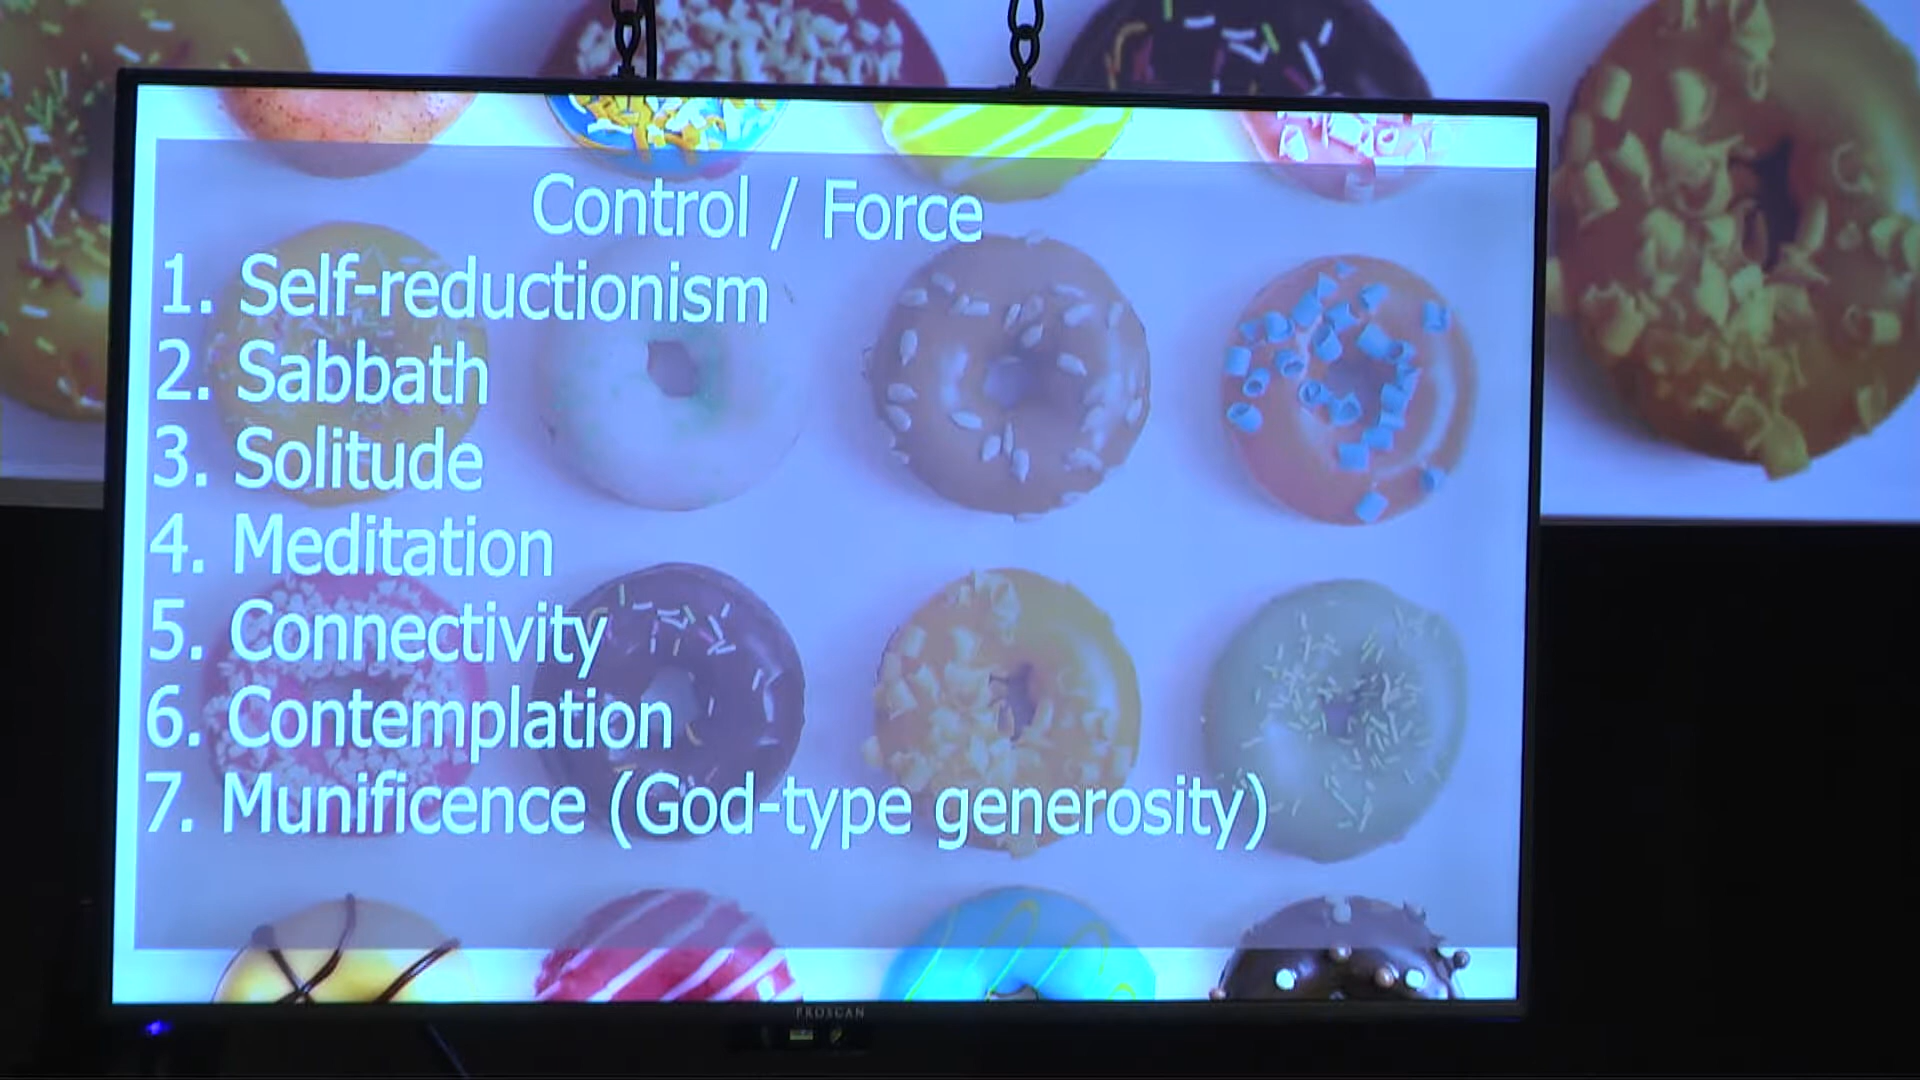 Control / Force
1. Self-reductionism
2. Sabbath
3. Solitude
4. Meditation
5. Connectivity
6. Contemplation
7. Munificence (God-type generosity)
PROSCAN